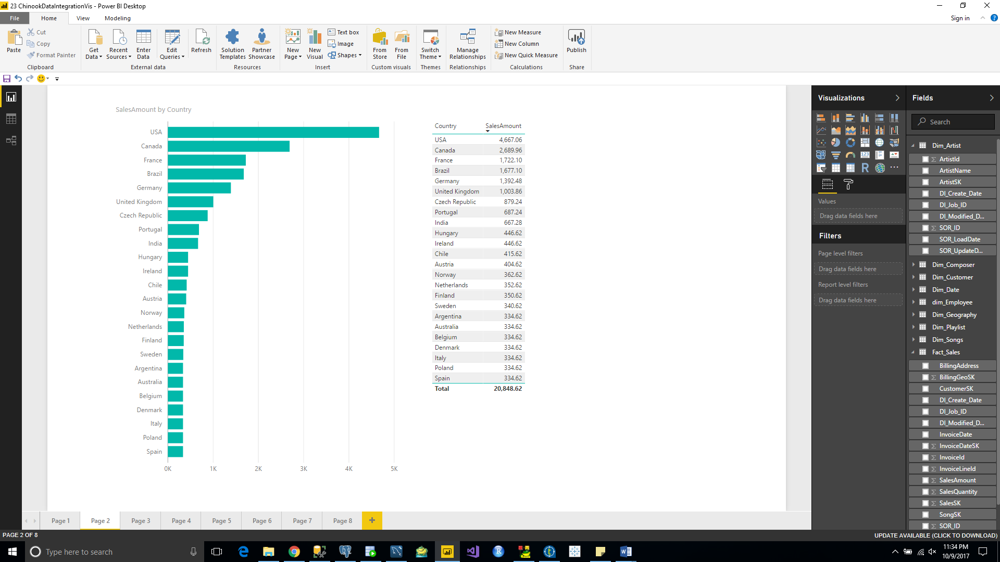 23 ChinookDataIntegrationVis - Power BI Desktop
File Home View Modeling
Sign in
Paste
Cut
Copy
Format Painter
Clipboard
Get Data
Recent Sources
Enter Data
External data
Edit Queries
Refresh
Solution Templates
Partner Showcase
Resources
New Page
New Visual
Text box
Image
Shapes
Insert
From Store
From File
Custom visuals
Switch Theme
Themes
Manage Relationships
Relationships
New Measure
New Column
New Quick Measure
Calculations
Publish
Share
SalesAmount by Country
USA
Canada
France
Brazil
Germany
United Kingdom
Czech Republic
Portugal
India
Hungary
Ireland
Chile
Austria
Norway
Netherlands
Finland
Sweden
Argentina
Australia
Belgium
Denmark
Italy
Poland
Spain
0K 1K 2K 3K 4K 5K
Country SalesAmount
USA 4,667.06
Canada 2,689.96
France 1,722.10
Brazil 1,677.10
Germany 1,392.48
United Kingdom 1,003.86
Czech Republic 879.24
Portugal 687.24
India 667.28
Hungary 446.62
Ireland 446.62
Chile 415.62
Austria 404.62
Norway 362.62
Netherlands 352.62
Finland 350.62
Sweden 340.62
Argentina 334.62
Australia 334.62
Belgium 334.62
Denmark 334.62
Italy 334.62
Poland 334.62
Spain 334.62
Total 20,848.62
Visualizations
123
R
Values
Drag data fields here
Filters
Page level filters
Drag data fields here
Report level filters
Drag data fields here
Fields
Search
Dim_Artist
ArtistId
ArtistName
ArtistSK
DI_Create_Date
DI_Job_ID
DI_Modified_D...
SOR_ID
SOR_LoadDate
SOR_UpdateD...
Dim_Composer
Dim_Customer
Dim_Date
dim_Employee
Dim_Geography
Dim_Playlist
Dim_Songs
Fact_Sales
BillingAddress
BillingGeoSK
CustomerSK
DI_Create_Date
DI_Job_ID
DI_Modified_D...
InvoiceDate
InvoiceDateSK
InvoiceId
InvoiceLineId
SalesAmount
SalesQuantity
SalesSK
SongSK
SOR_ID
Page 1 Page 2 Page 3 Page 4 Page 5 Page 6 Page 7 Page 8
PAGE 2 OF 8
UPDATE AVAILABLE (CLICK TO DOWNLOAD)
Type here to search
11:34 PM
10/9/2017